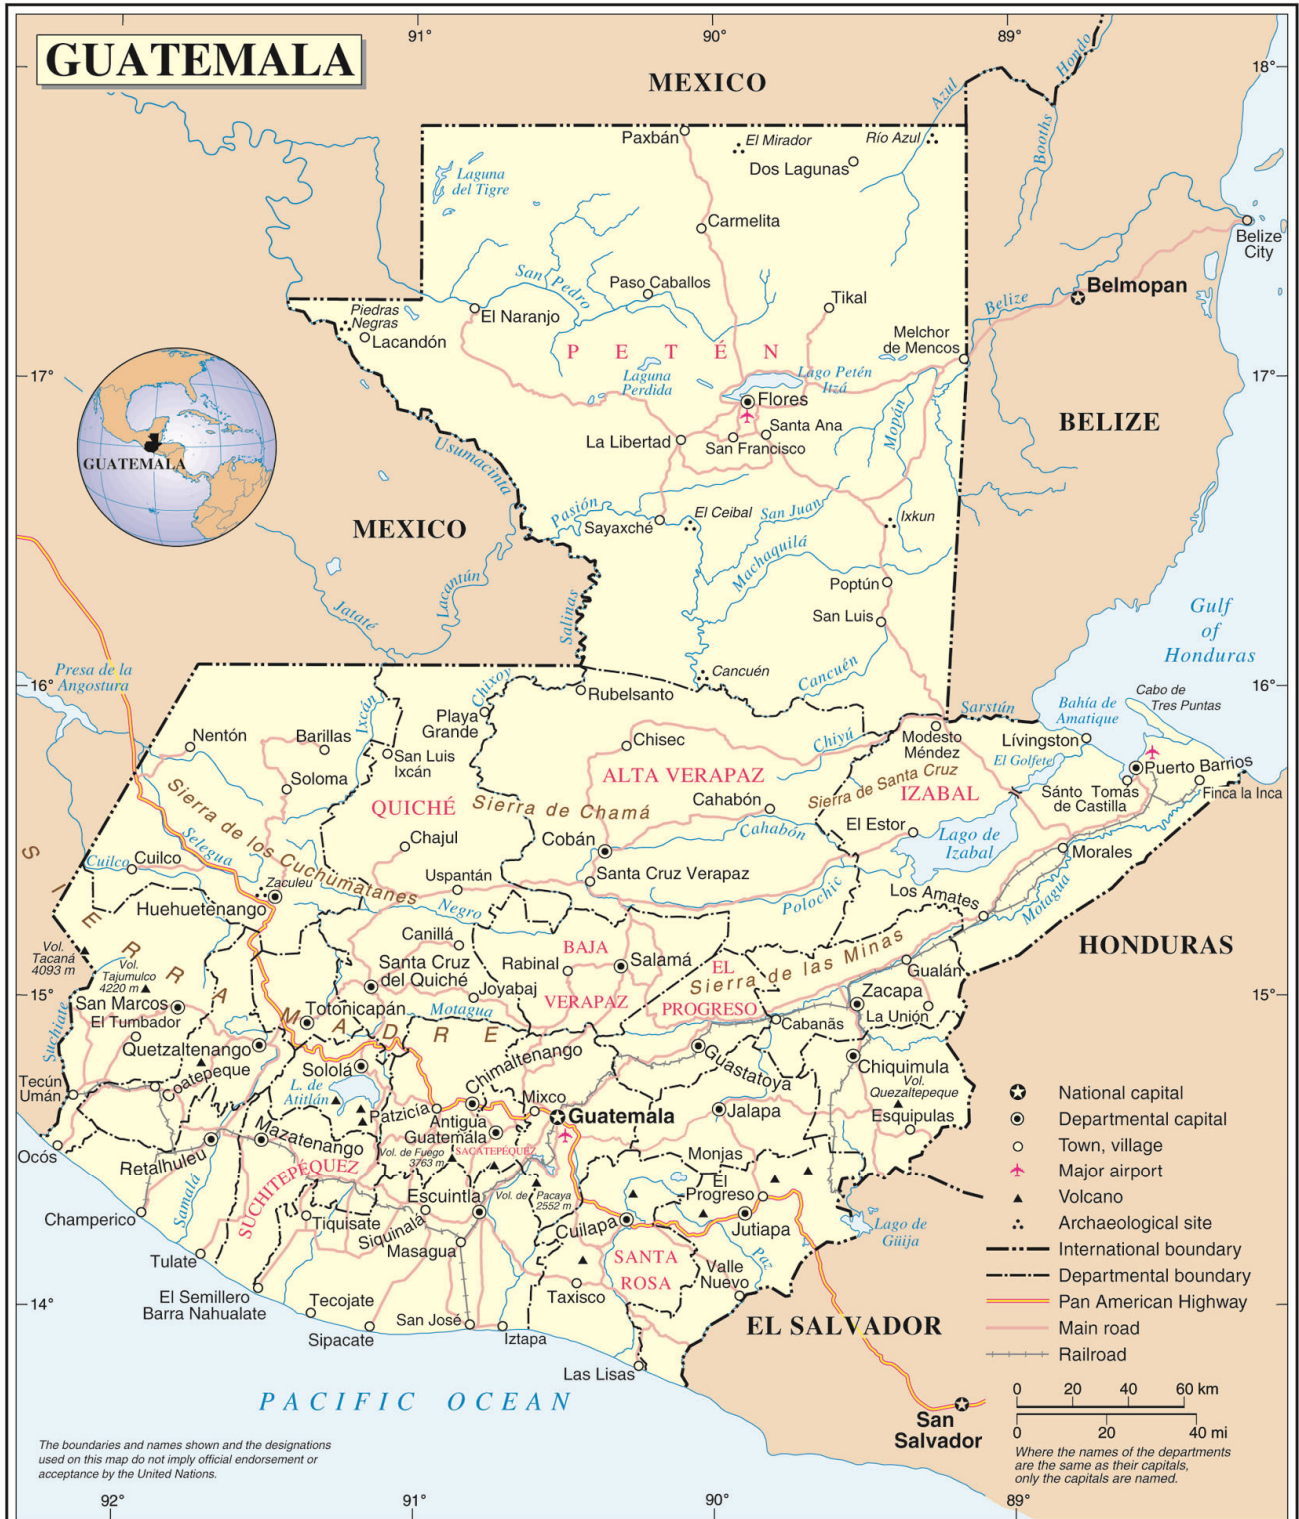 91°
90°
89°
GUATEMALA
MEXICO
Hondo
18°
18°
Azul
Booths
Paxbán
El Mirador
Río Azul
Dos Lagunas
Laguna
del Tigre
Carmelita
Belize
City
San Pedro
Paso Caballos
Tikal
Belmopan
Belize
Piedras
Negras
El Naranjo
Lacandón
Melchor
de Mencos
PETÉN
17°
17°
Laguna
Perdida
Lago Petén
Itzá
Flores
Mopán
BELIZE
Santa Ana
La Libertad
San Francisco
GUATEMALA
Usumacinta
MEXICO
Pasión
Sayaxché
El Ceibal
San Juan
Ixkun
Machaquilá
Lacantún
Jataté
Salinas
Poptún
San Luis
Gulf
of
Honduras
Presa de la
Angostura
16°
16°
Cancuén
Cancuén
Chixoy
Rubelsanto
Ixcán
Playa
Grande
Sarstún
Bahía de
Amatique
Cabo de
Tres Puntas
Nentón
Barillas
San Luis
Ixcán
Chisec
Chiyú
Modesto
Méndez
Lívingston
El Golfete
Puerto Barrios
Soloma
ALTA VERAPAZ
Sierra de Santa Cruz
IZABAL
Sánto Tomás
de Castilla
Finca la Inca
QUICHÉ
Sierra de Chamá
Cahabón
Sierra de los Cuchumatanes
Selegua
Chajul
Cobán
Cahabón
El Estor
Lago de
Izabal
Morales
Cuilco
Cuilco
Zaculeu
Uspantán
Santa Cruz Verapaz
Polochic
Los Amates
Motagua
Huehuetenango
Negro
SIERRA MADRE
Canillá
BAJA
VERAPAZ
Sierra de las Minas
HONDURAS
Vol.
Tacaná
4093 m
Vol.
Tajumulco
4220 m
Santa Cruz
del Quiché
Rabinal
Salamá
EL
PROGRESO
Gualán
15°
15°
San Marcos
El Tumbador
Totonicapán
Joyabaj
Motagua
Zacapa
La Unión
Cabanãs
Suchiate
Quetzaltenango
Chimaltenango
Guastatoya
Chiquimula
Tecún
Umán
Coatepeque
Sololá
L. de
Atitlán
Vol.
Quezaltepeque
Patzicia
Mixco
Guatemala
Jalapa
Esquipulas
Antigua
Guatemala
Ocós
Retalhuleu
Mazatenango
Vol. de Fuego
3763 m
SACATEPÉQUEZ
Monjas
SUCHITEPÉQUEZ
Samalá
Escuintla
Vol. de Pacaya
2552 m
El
Progreso
Champerico
Tiquisate
Siquinalá
Masagua
Cuilapa
Jutiapa
Lago de
Güija
Tulate
SANTA
ROSA
Paz
Valle
Nuevo
El Semillero
Barra Nahualate
Taxisco
14°
Tecojate
Sipacate
San José
Iztapa
EL SALVADOR
Las Lisas
PACIFIC OCEAN
San
Salvador
National capital
Departmental capital
Town, village
Major airport
Volcano
Archaeological site
International boundary
Departmental boundary
Pan American Highway
Main road
Railroad
0 20 40 60 km
0 20 40 mi
Where the names of the departments
are the same as their capitals,
only the capitals are named.
The boundaries and names shown and the designations
used on this map do not imply official endorsement or
acceptance by the United Nations.
92°
91°
90°
89°